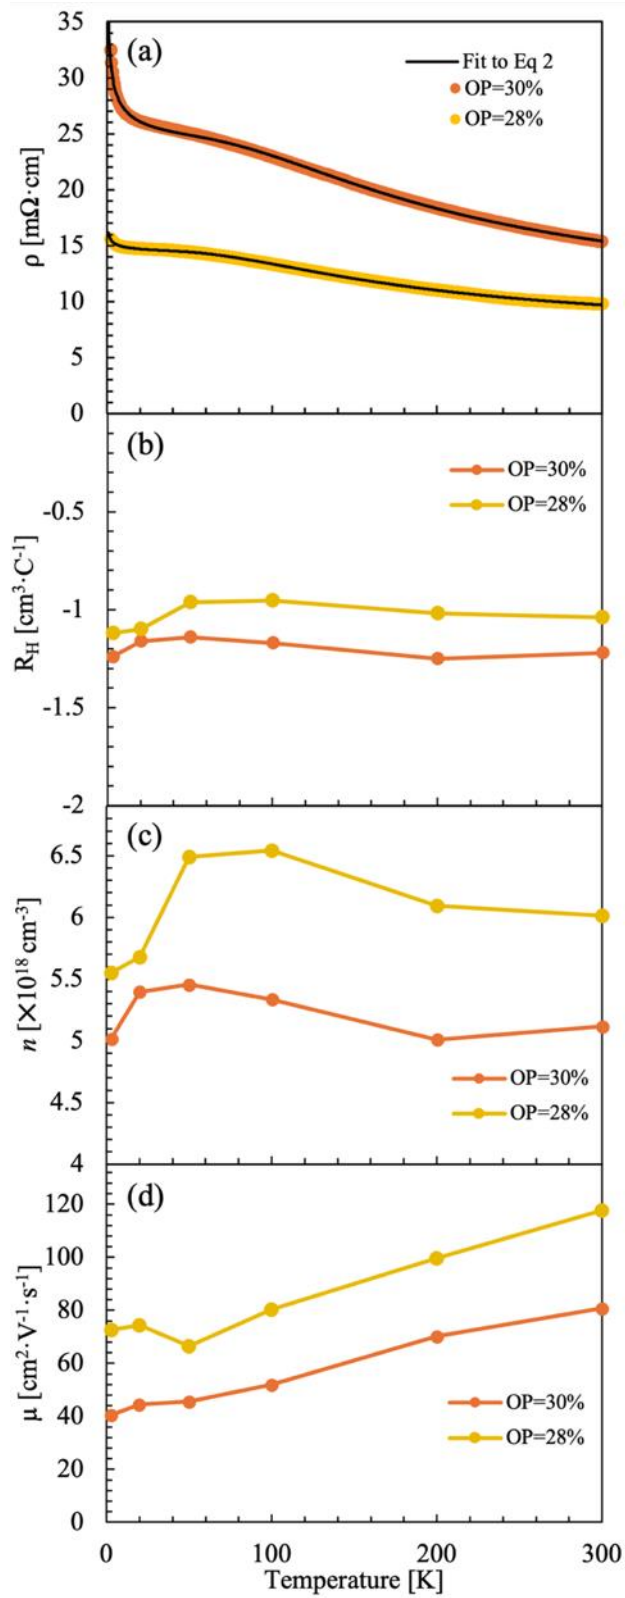 35
30
25
20
15
10
5
0
ρ [mΩ·cm]
(a)
Fit to Eq 2
OP=30%
OP=28%
-0.5
-1
-1.5
-2
R_H [cm³·C⁻¹]
(b)
OP=30%
OP=28%
6.5
6
5.5
5
4.5
4
n [×10¹⁸ cm⁻³]
(c)
OP=30%
OP=28%
120
100
80
60
40
20
0
μ [cm²·V⁻¹·s⁻¹]
(d)
OP=30%
OP=28%
0 100 200 300
Temperature [K]